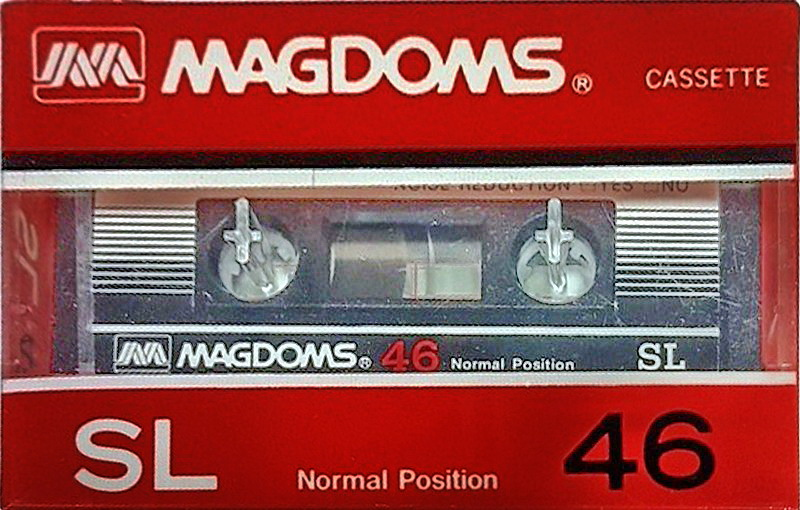 MAGDOMS®
CASSETTE
NOISE REDUCTION □YES □NO
MAGDOMS® 46 Normal Position SL
SL Normal Position 46